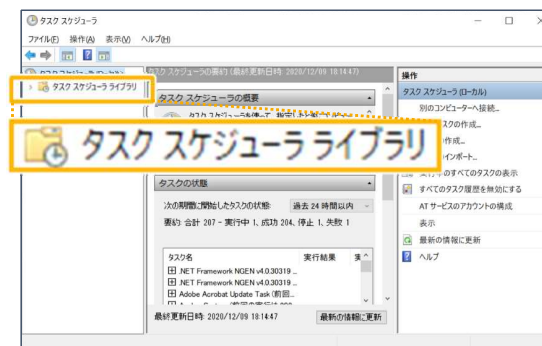 タスク スケジューラ
ファイル(F) 操作(A) 表示(V) ヘルプ(H)
タスク スケジューラの要約 (最終更新日時: 2020/12/09 18:14:47)
タスク スケジューラ ライブラリ
タスク スケジューラの概要
タスク スケジューラ ライブラリ
タスクの状態
次の期間に開始したタスクの状態:
過去 24 時間以内
要約: 合計 207 - 実行中 1、成功 204、停止 1、失敗 1
タスク名
実行結果
.NET Framework NGEN v4.0.30319 ...
.NET Framework NGEN v4.0.30319 ...
Adobe Acrobat Update Task (前回...
最終更新日時: 2020/12/09 18:14:47
最新の情報に更新
操作
タスク スケジューラ (ローカル)
別のコンピューターへ接続...
スクの作成...
作成...
インポート...
すべてのタスクの表示
すべてのタスク履歴を無効にする
AT サービスのアカウントの構成
表示
最新の情報に更新
ヘルプ